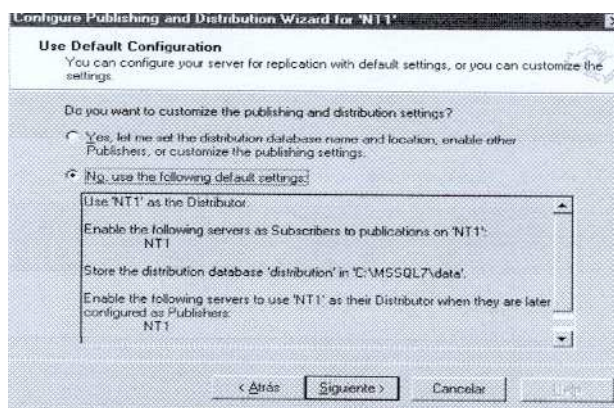 Configure Publishing and Distribution Wizard for 'NT1'
Use Default Configuration
You can configure your server for replication with default settings, or you can customize the
settings.
Do you want to customize the publishing and distribution settings?
Yes, let me set the distribution database name and location, enable other
Publishers, or customize the publishing settings.
No, use the following default settings:
Use 'NT1' as the Distributor.
Enable the following servers as Subscribers to publications on 'NT1':
NT1
Store the distribution database 'distribution' in 'C:\MSSQL7\data'.
Enable the following servers to use 'NT1' as their Distributor when they are later
configured as Publishers:
NT1
< Atrás
Siguiente >
Cancelar